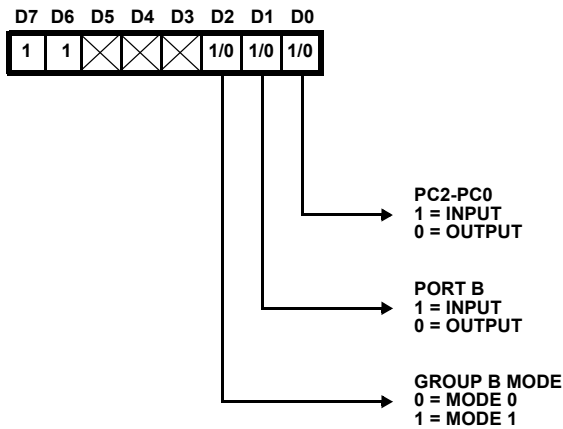 D7 D6 D5 D4 D3 D2 D1 D0
1 1 1/0 1/0 1/0
PC2-PC0
1 = INPUT
0 = OUTPUT
PORT B
1 = INPUT
0 = OUTPUT
GROUP B MODE
0 = MODE 0
1 = MODE 1